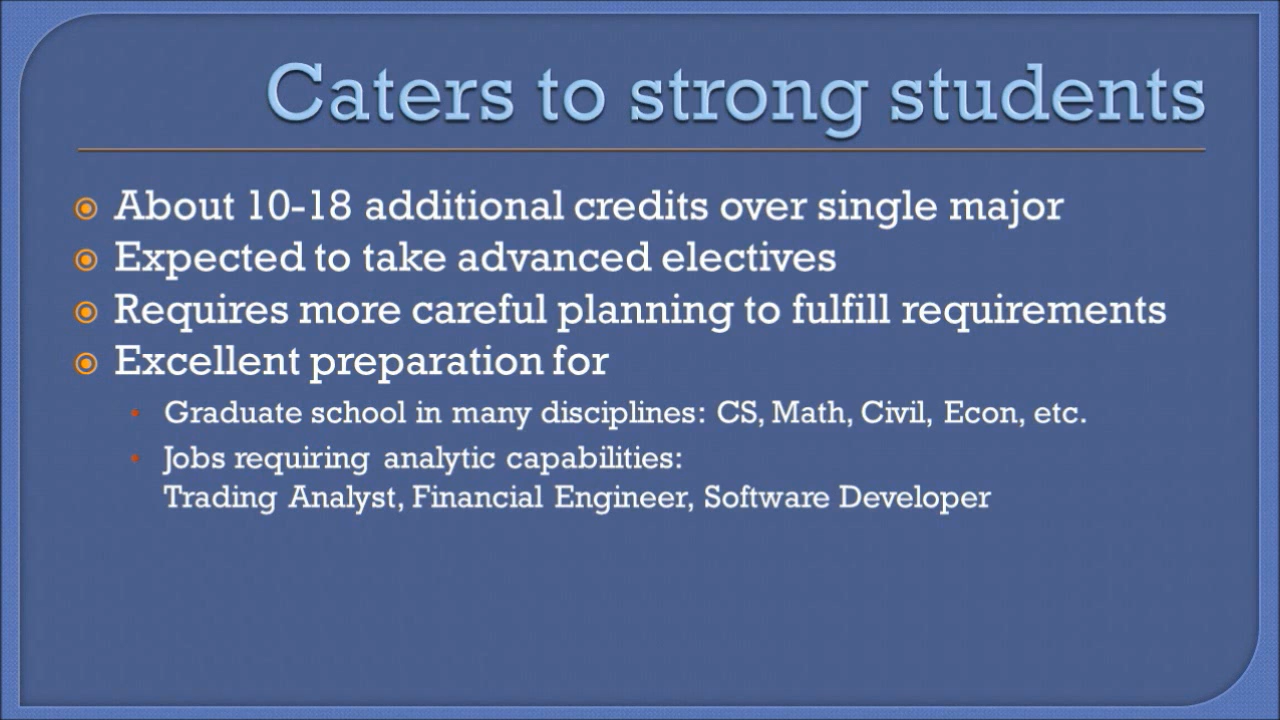 Caters to strong students
About 10-18 additional credits over single major
Expected to take advanced electives
Requires more careful planning to fulfill requirements
Excellent preparation for
Graduate school in many disciplines: CS, Math, Civil, Econ, etc.
Jobs requiring analytic capabilities:
Trading Analyst, Financial Engineer, Software Developer